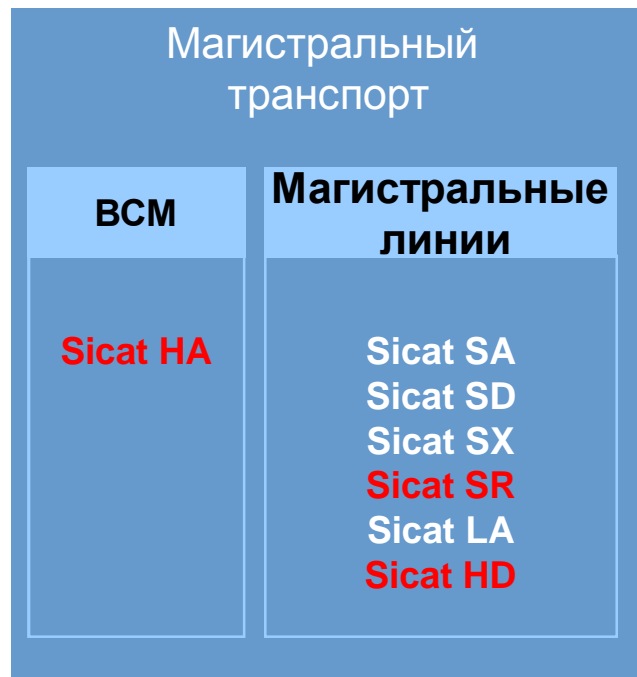 Магистральный
транспорт
ВСМ
Sicat HA
Магистральные
линии
Sicat SA
Sicat SD
Sicat SX
Sicat SR
Sicat LA
Sicat HD